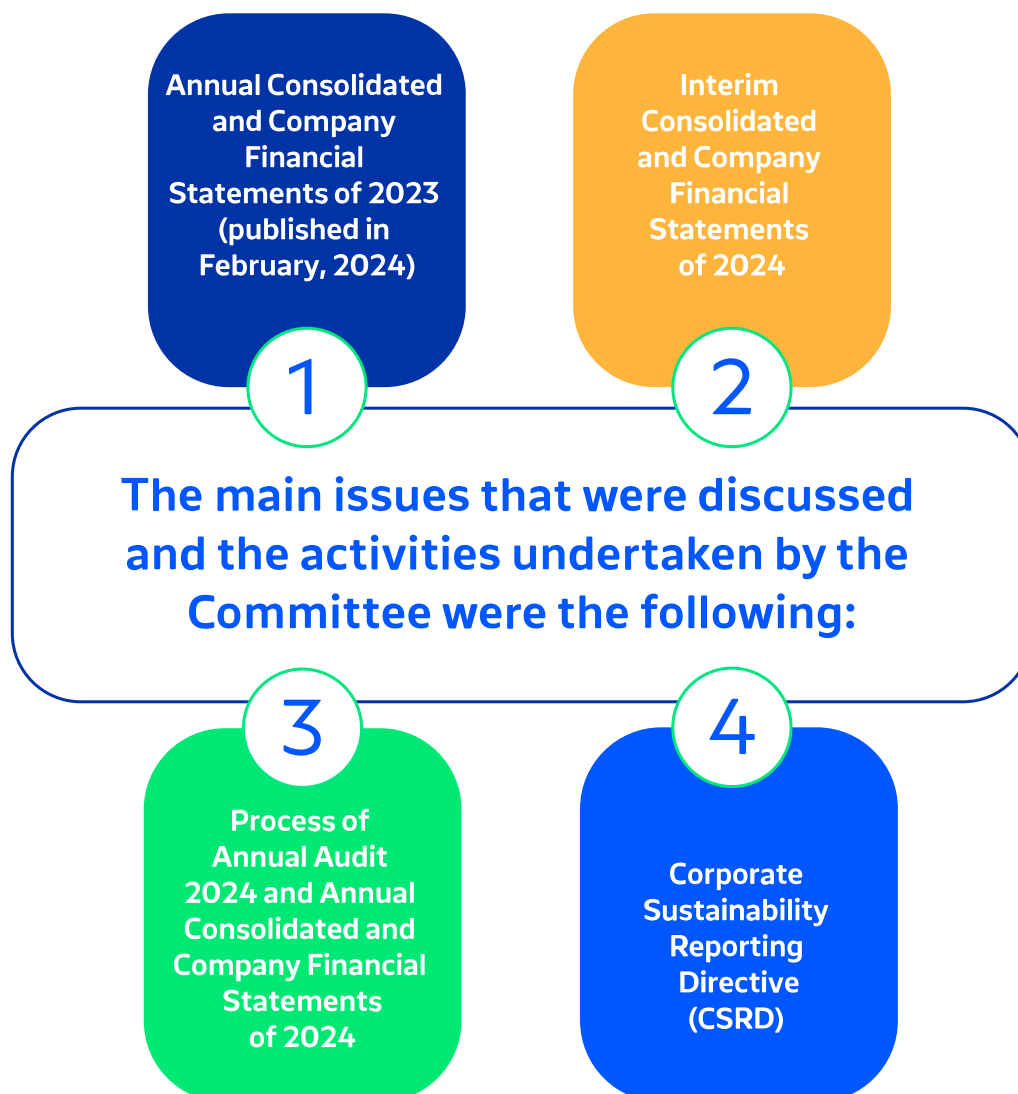 Annual Consolidated
and Company
Financial
Statements of 2023
(published in
February, 2024)
1
Interim
Consolidated
and Company
Financial
Statements
of 2024
2
The main issues that were discussed
and the activities undertaken by the
Committee were the following:
3
Process of
Annual Audit
2024 and Annual
Consolidated and
Company Financial
Statements
of 2024
4
Corporate
Sustainability
Reporting
Directive
(CSRD)